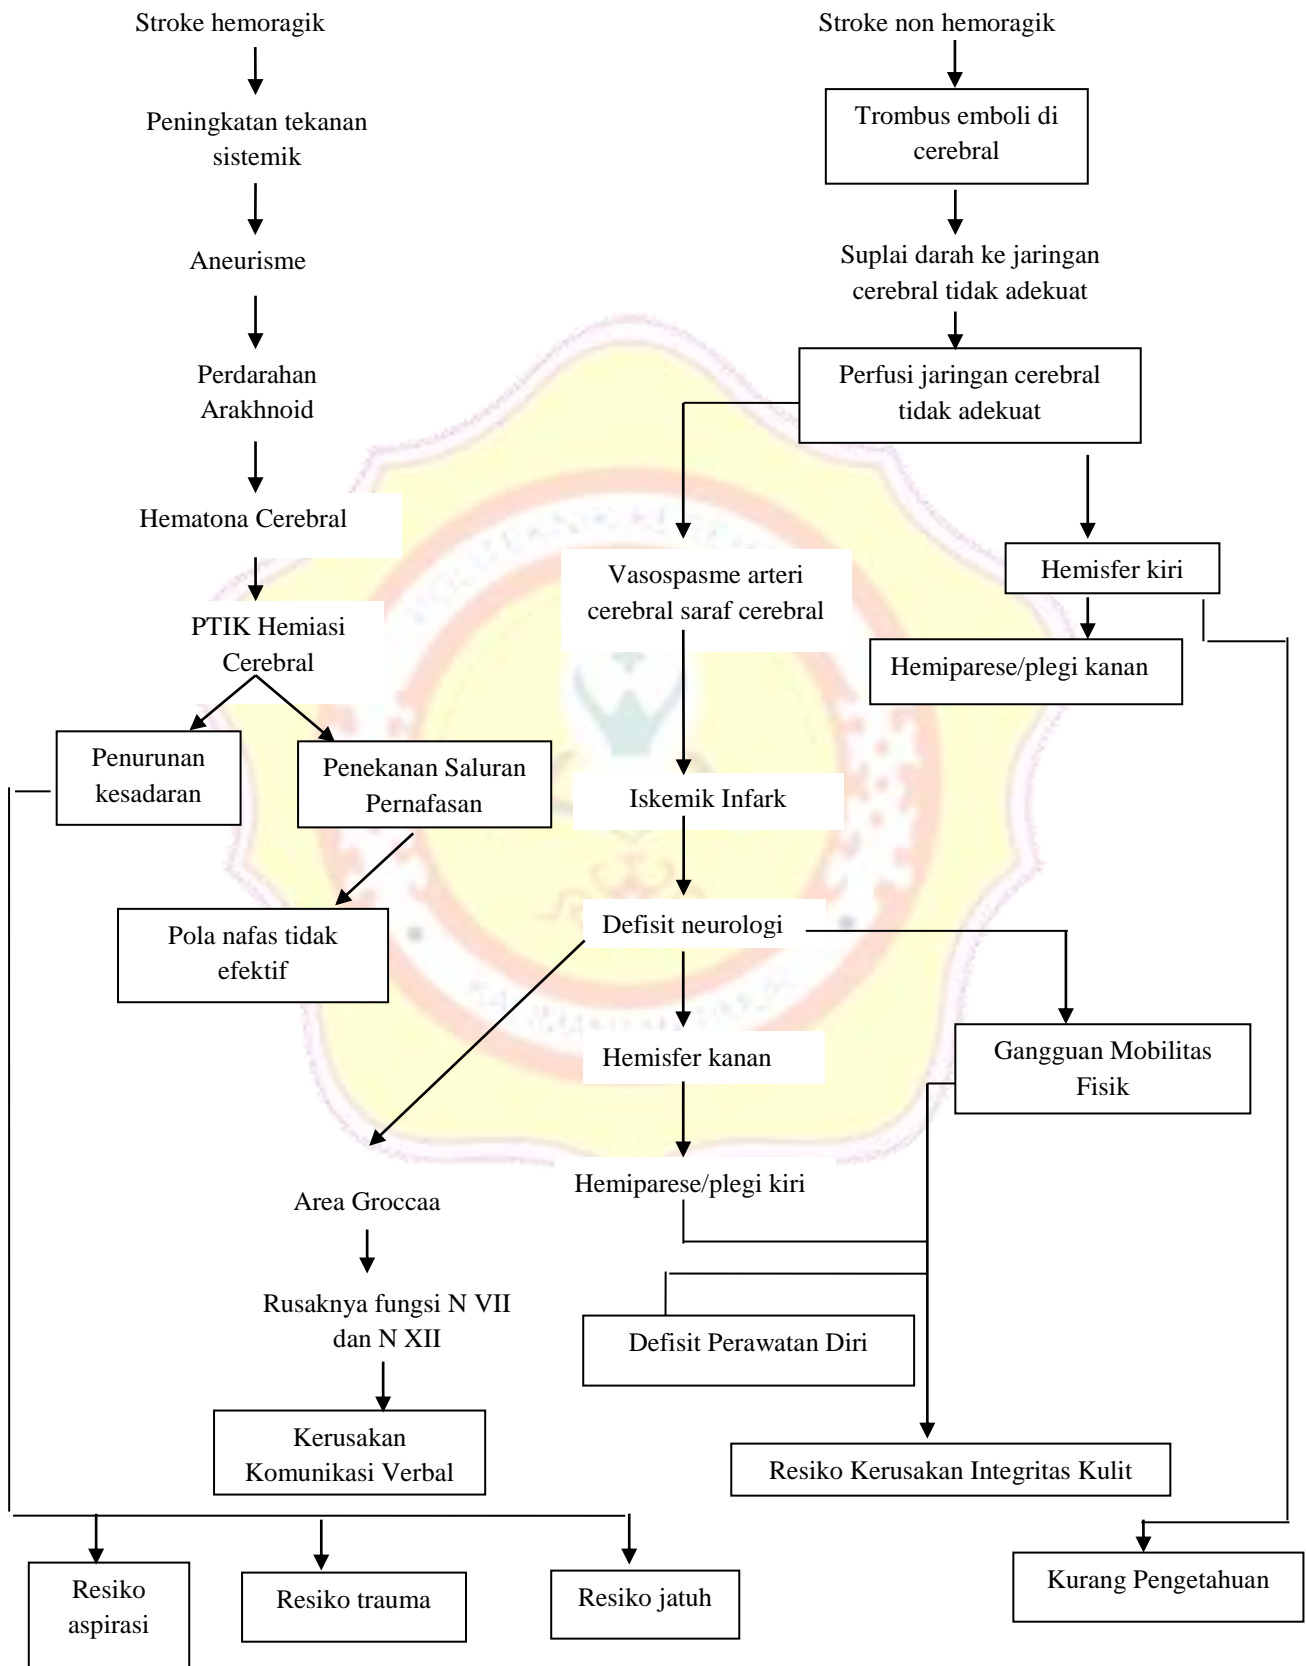 Stroke hemoragik
Stroke non hemoragik
Peningkatan tekanan
sistemik
Trombus emboli di
cerebral
Aneurisme
Suplai darah ke jaringan
cerebral tidak adekuat
Perdarahan
Arakhnoid
Perfusi jaringan cerebral
tidak adekuat
Hematona Cerebral
Vasospasme arteri
cerebral saraf cerebral
Hemisfer kiri
PTIK Hemiasi
Cerebral
Hemiparese/plegi kanan
Penurunan
kesadaran
Penekanan Saluran
Pernafasan
Iskemik Infark
Pola nafas tidak
efektif
Defisit neurologi
Hemisfer kanan
Gangguan Mobilitas
Fisik
Area Groccaa
Hemiparese/plegi kiri
Rusaknya fungsi N VII
dan N XII
Defisit Perawatan Diri
Kerusakan
Komunikasi Verbal
Resiko Kerusakan Integritas Kulit
Resiko
aspirasi
Resiko trauma
Resiko jatuh
Kurang Pengetahuan